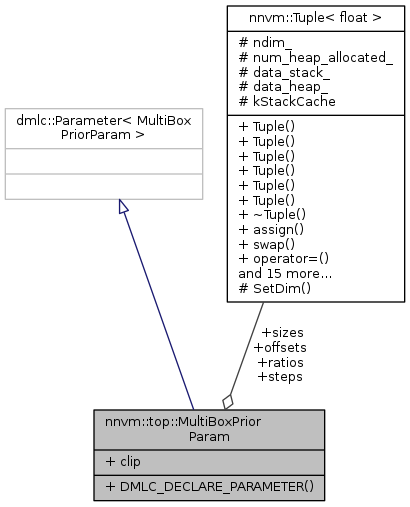 nnvm::Tuple< float >
# ndim_
# num_heap_allocated_
# data_stack_
# data_heap_
# kStackCache
+ Tuple()
+ Tuple()
+ Tuple()
+ Tuple()
+ Tuple()
+ Tuple()
+ ~Tuple()
+ assign()
+ swap()
+ operator=()
and 15 more...
# SetDim()
dmlc::Parameter< MultiBox
PriorParam >
+sizes
+offsets
+ratios
+steps
nnvm::top::MultiBoxPrior
Param
+ clip
+ DMLC_DECLARE_PARAMETER()